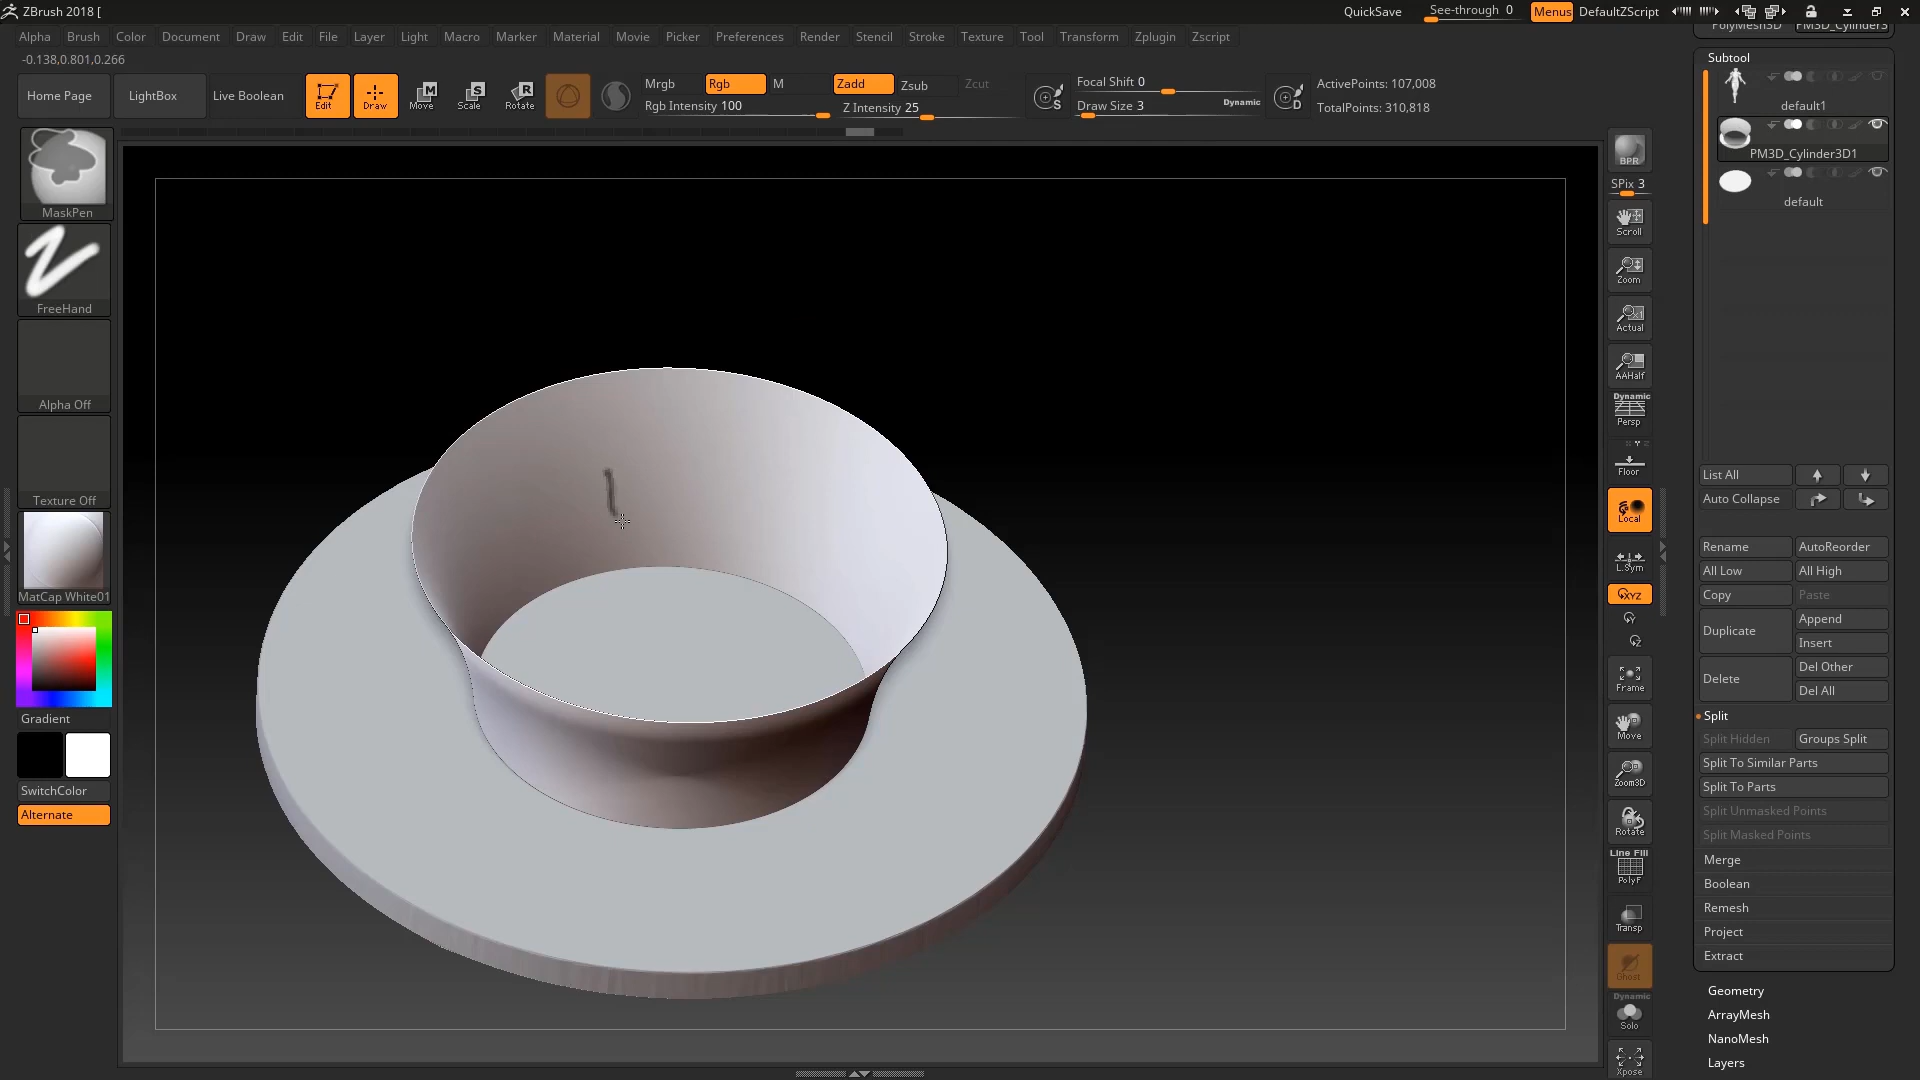 ZBrush 2018 [
QuickSave
See-through 0
Menus
DefaultZScript
Alpha Brush Color Document Draw Edit File Layer Light Macro Marker Material Movie Picker Preferences Render Stencil Stroke Texture Tool Transform Zplugin Zscript
-0.138,0.801,0.266
Home Page
LightBox
Live Boolean
Edit
Draw
Move
Scale
Rotate
Mrgb
Rgb
M
Rgb Intensity 100
Zadd
Zsub
Zcut
Z Intensity 25
S
Focal Shift 0
Draw Size 3
Dynamic
D
ActivePoints: 107,008
TotalPoints: 310,818
MaskPen
FreeHand
Alpha Off
Texture Off
MatCap White01
Gradient
SwitchColor
Alternate
BPR
SPix 3
Scroll
Zoom
Actual
AAHalf
Dynamic
Persp
Floor
Local
L.Sym
XYZ
Frame
Move
Zoom3D
Rotate
Line Fill
PolyF
Transp
Ghost
Dynamic
Solo
Xpose
PolyMesh3D
PM3D_Cylinder3
Subtool
default1
PM3D_Cylinder3D1
default
List All
Auto Collapse
Rename
AutoReorder
All Low
All High
Copy
Paste
Duplicate
Append
Insert
Delete
Del Other
Del All
Split
Split Hidden
Groups Split
Split To Similar Parts
Split To Parts
Split Unmasked Points
Split Masked Points
Merge
Boolean
Remesh
Project
Extract
Geometry
ArrayMesh
NanoMesh
Layers